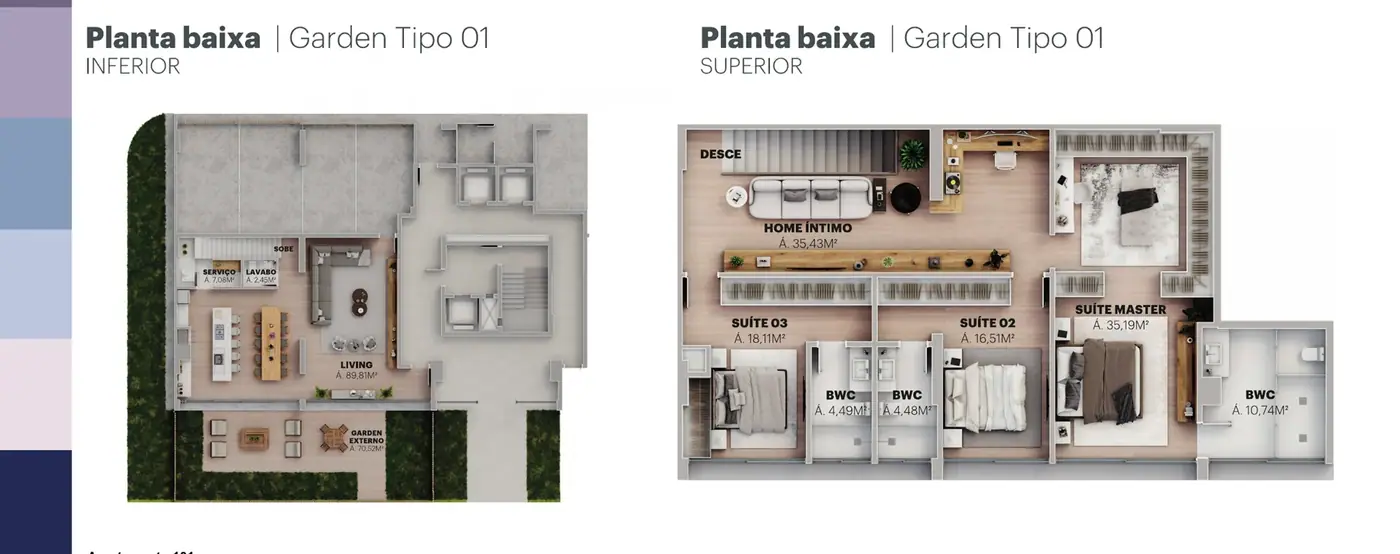 Planta baixa | Garden Tipo 01
INFERIOR
SOBE
SERVIÇO
Á. 7,08M²
LAVABO
Á. 2,45M²
LIVING
Á. 89,81M²
GARDEN
EXTERNO
Á. 70,52M²
Planta baixa | Garden Tipo 01
SUPERIOR
DESCE
HOME ÍNTIMO
Á. 35,43M²
SUÍTE 03
Á. 18,11M²
SUÍTE 02
Á. 16,51M²
SUÍTE MASTER
Á. 35,19M²
BWC
Á. 4,49M²
BWC
Á. 4,48M²
BWC
Á. 10,74M²